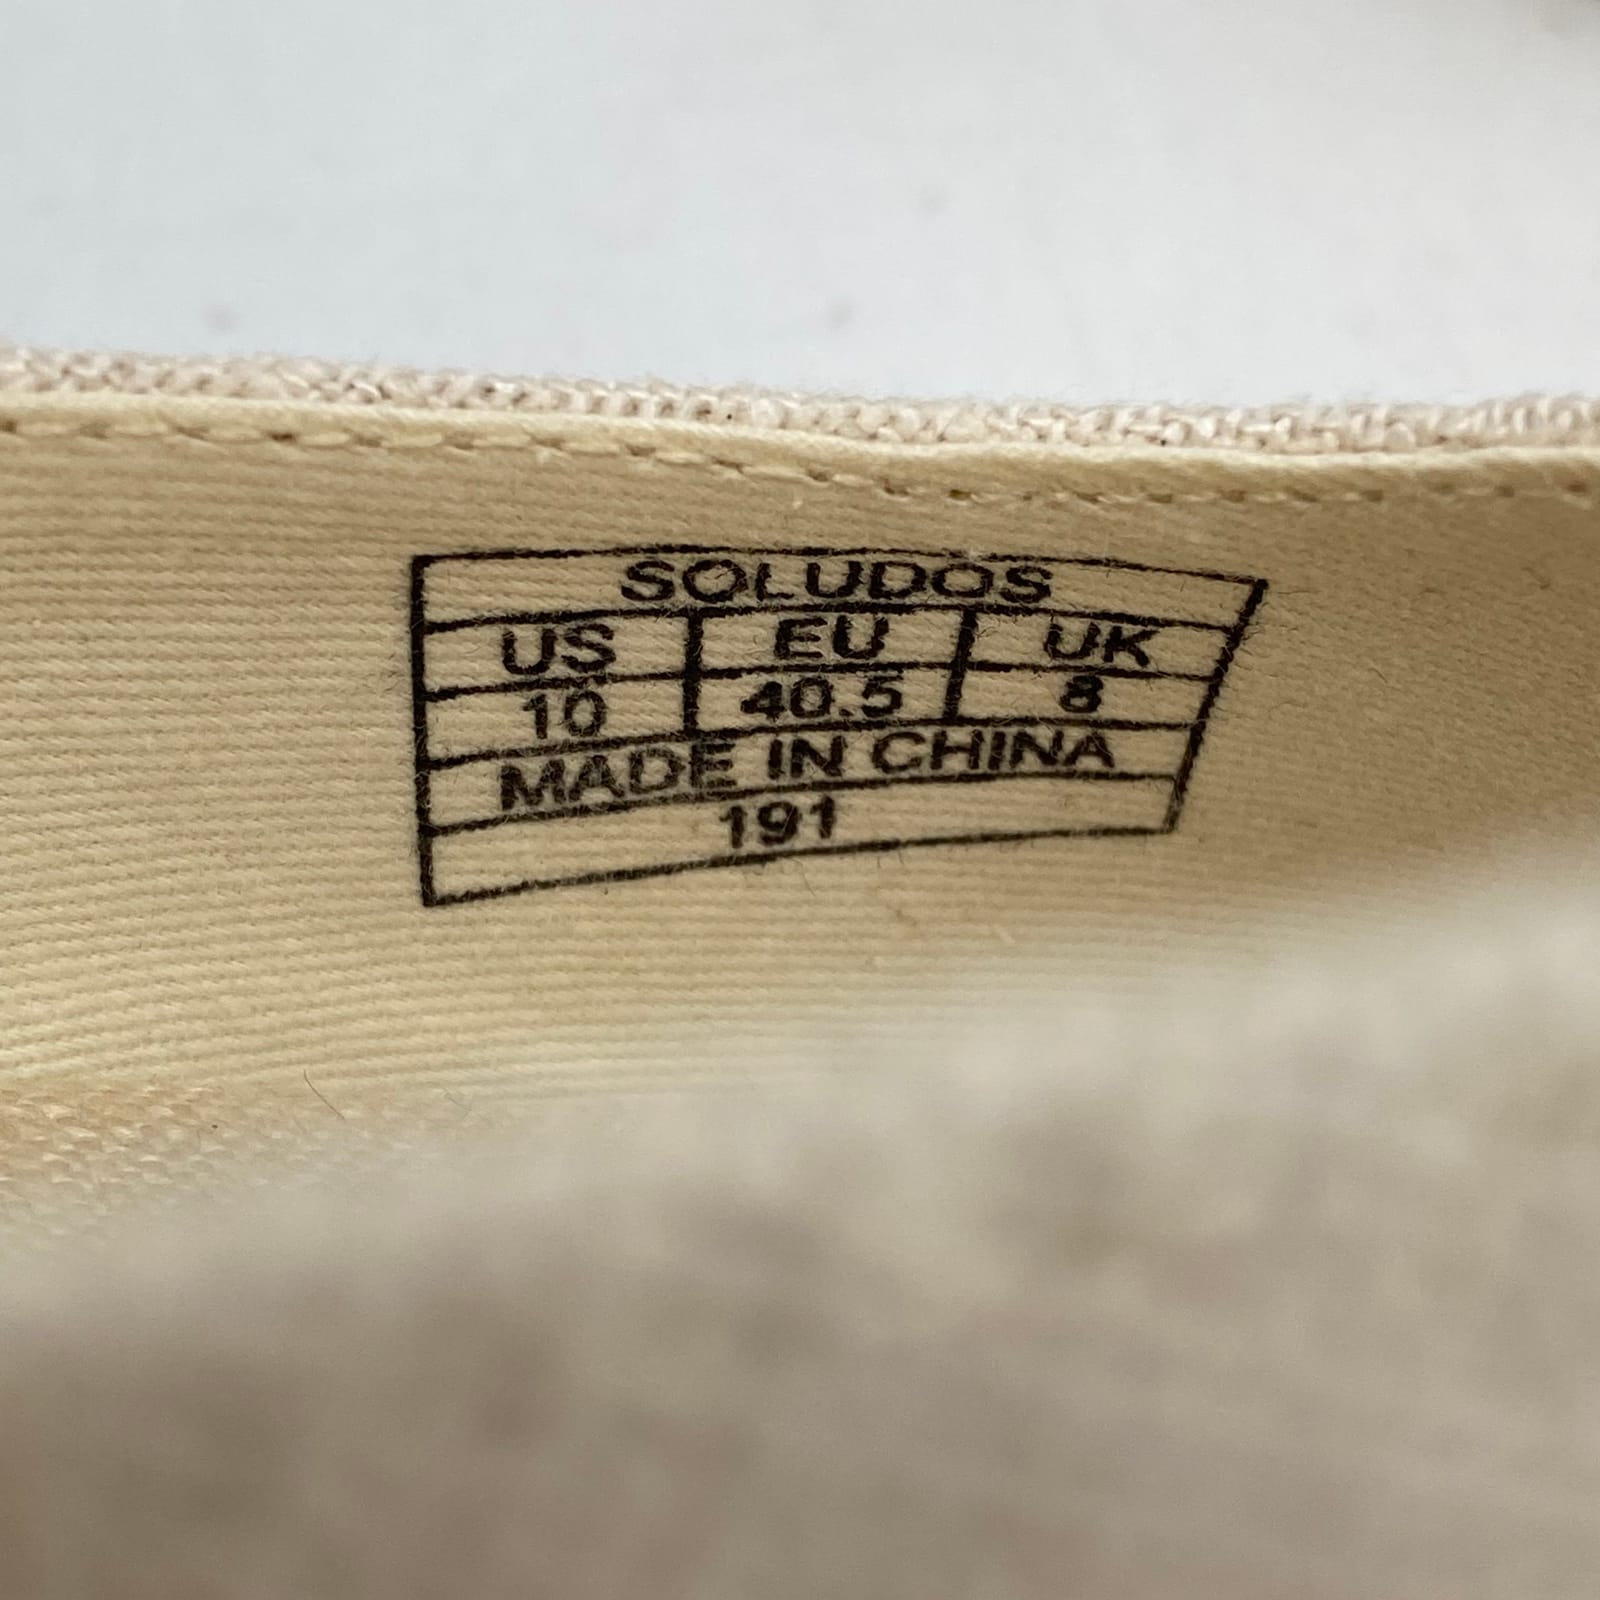 SOLUDOS
US EU UK
10 40.5 8
MADE IN CHINA
191